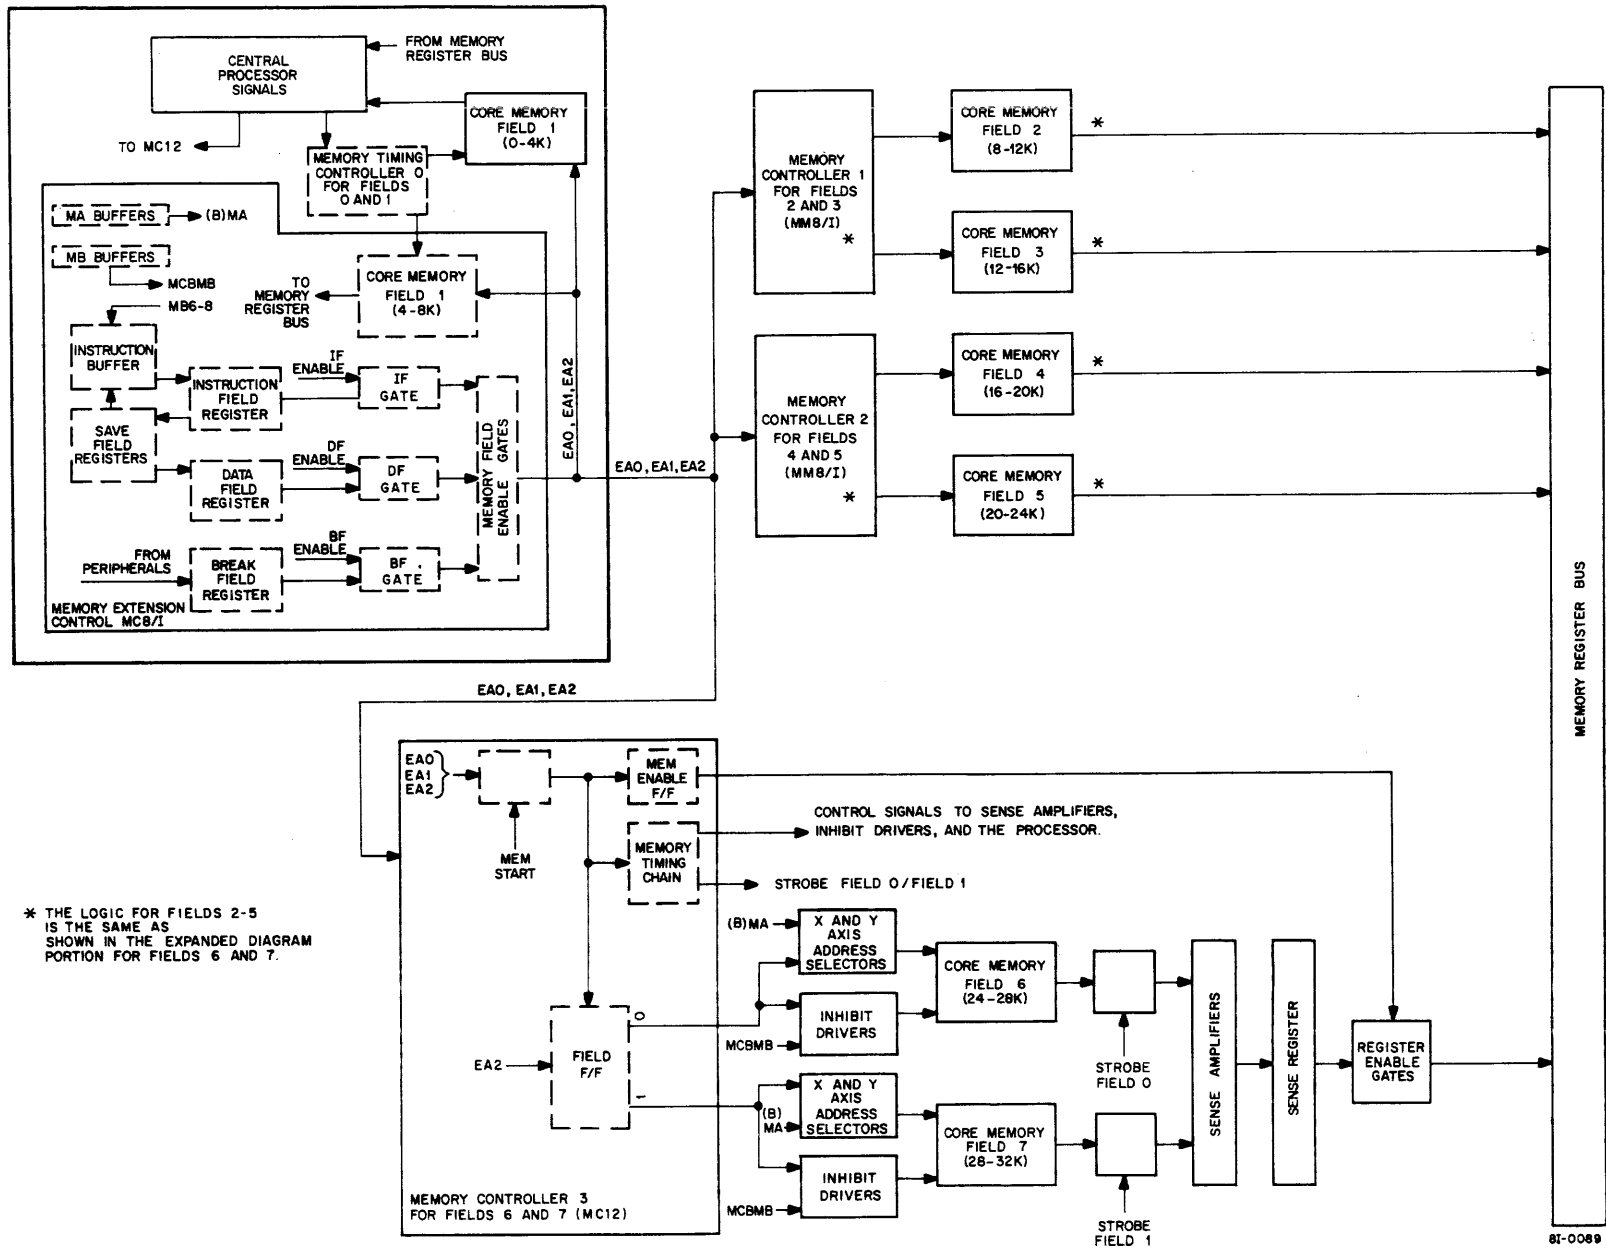 FROM MEMORY
REGISTER BUS
CENTRAL
PROCESSOR
SIGNALS
CORE MEMORY
FIELD 1
(0-4K)
TO MC12
MEMORY TIMING
CONTROLLER 0
FOR FIELDS
0 AND 1
MA BUFFERS
(B)MA
MB BUFFERS
MCBMB
MB6-8
CORE MEMORY
FIELD 1
(4-8K)
TO
MEMORY
REGISTER
BUS
INSTRUCTION
BUFFER
INSTRUCTION
FIELD
REGISTER
IF
ENABLE
IF
GATE
SAVE
FIELD
REGISTERS
DATA
FIELD
REGISTER
DF
ENABLE
DF
GATE
FROM
PERIPHERALS
BREAK
FIELD
REGISTER
BF
ENABLE
BF .
GATE
MEMORY FIELD
ENABLE GATES
EA0, EA1, EA2
MEMORY EXTENSION
CONTROL MC8/I
EA0, EA1, EA2
MEMORY
CONTROLLER 1
FOR FIELDS
2 AND 3
(MM8/I)
*
CORE MEMORY
FIELD 2
(8-12K)
*
CORE MEMORY
FIELD 3
(12-16K)
*
MEMORY
CONTROLLER 2
FOR FIELDS
4 AND 5
(MM8/I)
*
CORE MEMORY
FIELD 4
(16-20K)
*
CORE MEMORY
FIELD 5
(20-24K)
*
MEMORY REGISTER BUS
EA0, EA1, EA2
EA0
EA1
EA2
MEM
START
MEM
ENABLE
F/F
MEMORY
TIMING
CHAIN
CONTROL SIGNALS TO SENSE AMPLIFIERS,
INHIBIT DRIVERS, AND THE PROCESSOR.
STROBE FIELD 0/FIELD 1
* THE LOGIC FOR FIELDS 2-5
IS THE SAME AS
SHOWN IN THE EXPANDED DIAGRAM
PORTION FOR FIELDS 6 AND 7.
EA2
FIELD
F/F
0
1
(B)MA
X AND Y
AXIS
ADDRESS
SELECTORS
MCBMB
INHIBIT
DRIVERS
CORE MEMORY
FIELD 6
(24-28K)
STROBE
FIELD 0
(B)
MA
X AND Y
AXIS
ADDRESS
SELECTORS
MCBMB
INHIBIT
DRIVERS
CORE MEMORY
FIELD 7
(28-32K)
STROBE
FIELD 1
SENSE AMPLIFIERS
SENSE REGISTER
REGISTER
ENABLE
GATES
MEMORY CONTROLLER 3
FOR FIELDS 6 AND 7 (MC12)
8I-0089